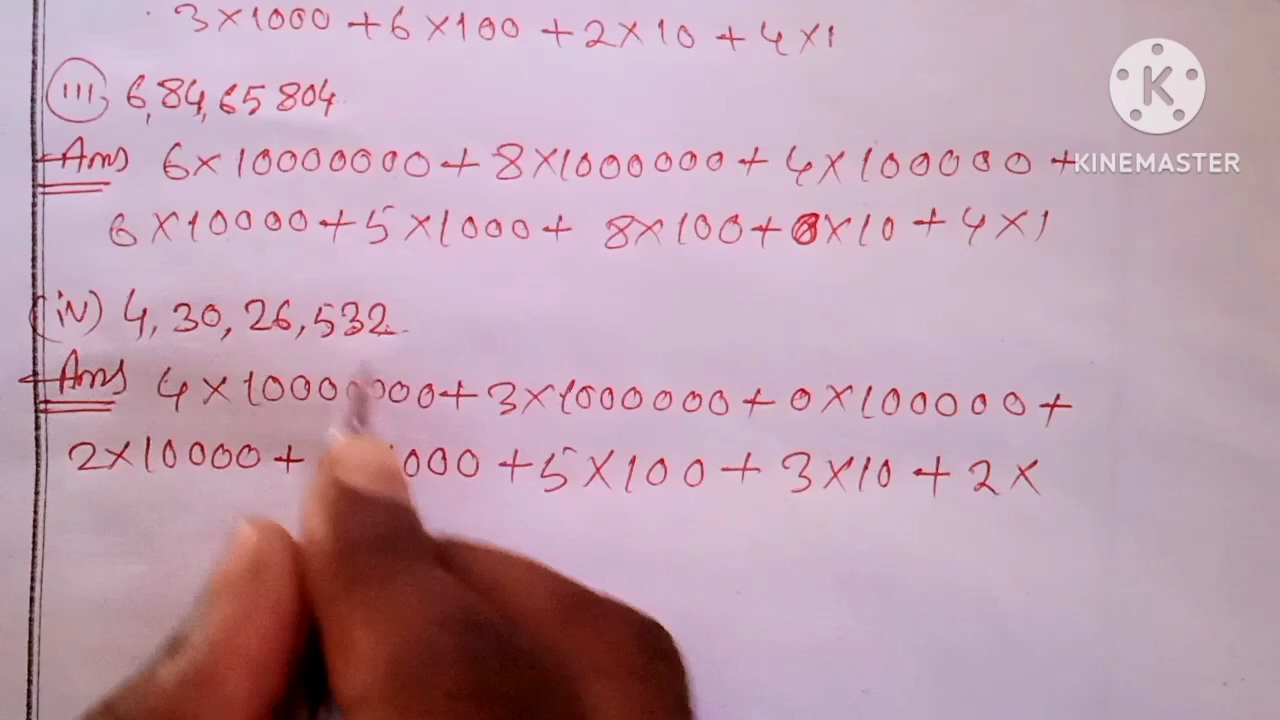 3×1000 +6×100 +2×10 +4×1
(III) 6,84,65804
K
KINEMASTER
Ans 6×10000000+8×1000000+4×100000+
6×10000+5×1000+ 8×100+0×10+4×1
(iv) 4,30,26,532
Ans 4×10000000+3×1000000+0×100000+
2×10000+ 000 +5×100+3×10+2×